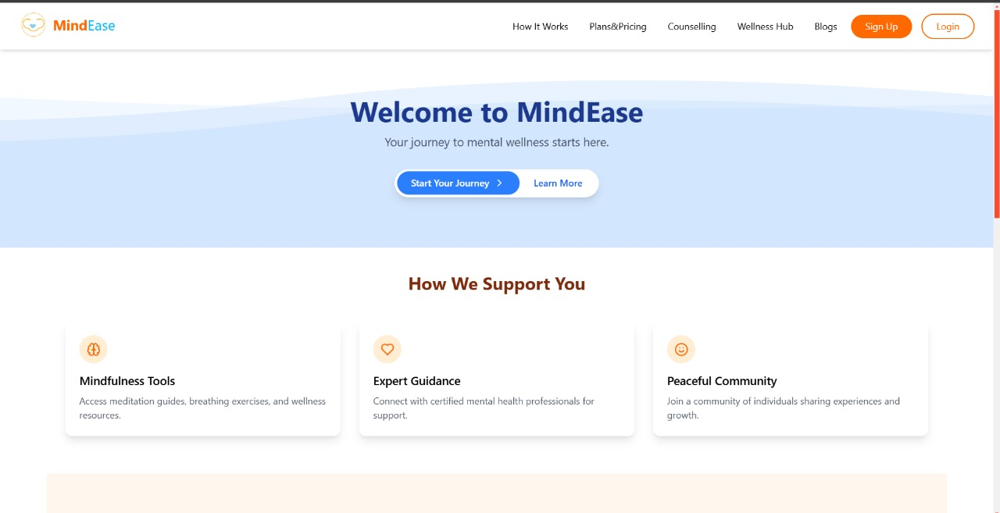 MindEase
How It Works
Plans&Pricing
Counselling
Wellness Hub
Blogs
Sign Up
Login
Welcome to MindEase
Your journey to mental wellness starts here.
Start Your Journey
Learn More
How We Support You
Mindfulness Tools
Access meditation guides, breathing exercises, and wellness
resources.
Expert Guidance
Connect with certified mental health professionals for
support.
Peaceful Community
Join a community of individuals sharing experiences and
growth.